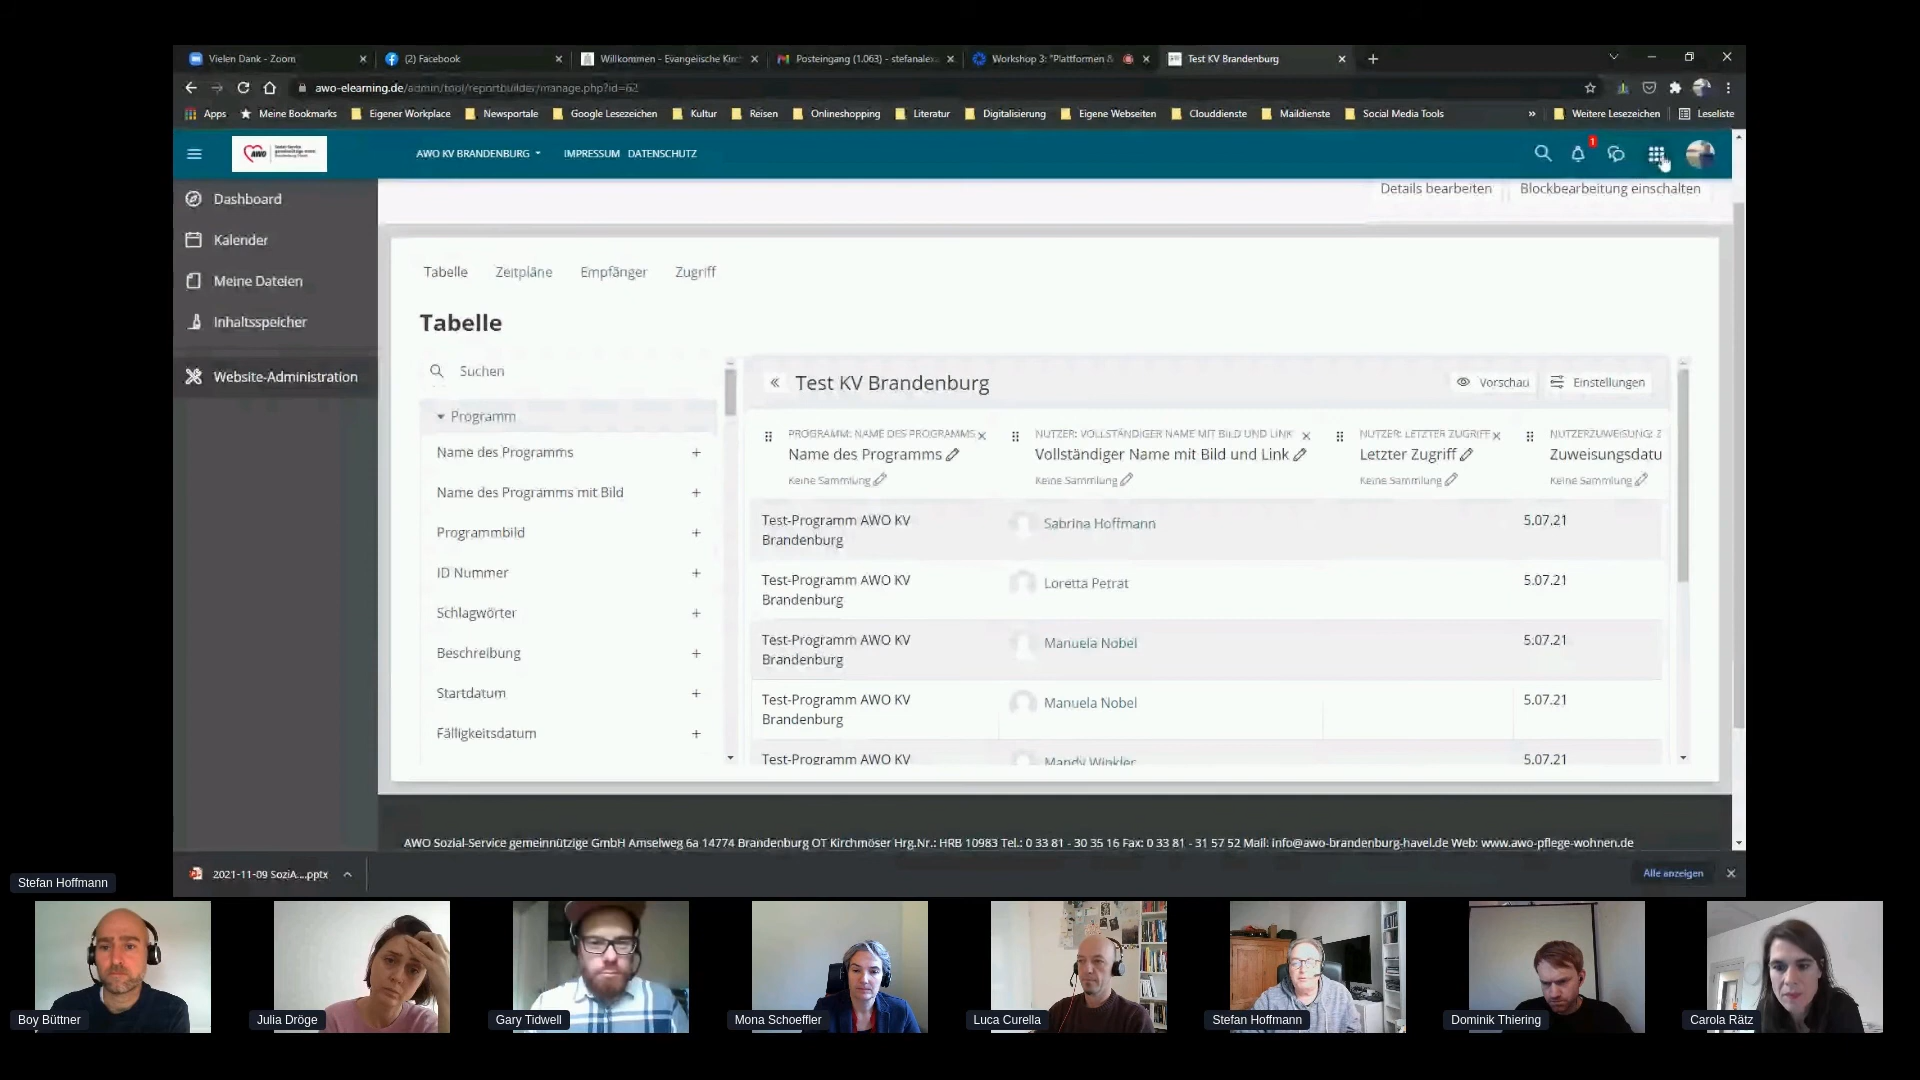 Vielen Dank - Zoom
(2) Facebook
Willkommen - Evangelische Kirc
Posteingang (1.063) - stefanalex
Workshop 3: "Plattformen &
Test KV Brandenburg
awo-elearning.de/admin/tool/reportbuilder/manage.php?id=62
Apps
Meine Bookmarks
Eigener Workplace
Newsportale
Google Lesezeichen
Kultur
Reisen
Onlineshopping
Literatur
Digitalisierung
Eigene Webseiten
Clouddienste
Maildienste
Social Media Tools
»
Weitere Lesezeichen
Leseliste
AWO
AWO KV BRANDENBURG
IMPRESSUM
DATENSCHUTZ
1
Dashboard
Kalender
Meine Dateien
Inhaltsspeicher
Website-Administration
Details bearbeiten
Blockbearbeitung einschalten
Tabelle
Zeitpläne
Empfänger
Zugriff
Tabelle
Suchen
Programm
Name des Programms +
Name des Programms mit Bild +
Programmbild +
ID Nummer +
Schlagwörter +
Beschreibung +
Startdatum +
Fälligkeitsdatum +
« Test KV Brandenburg
Vorschau
Einstellungen
PROGRAMM: NAME DES PROGRAMMS
NUTZER: VOLLSTÄNDIGER NAME MIT BILD UND LINK
NUTZER: LETZTER ZUGRIFF
NUTZERZUWEISUNG: Z
Name des Programms
Vollständiger Name mit Bild und Link
Letzter Zugriff
Zuweisungsdatu
Keine Sammlung
Keine Sammlung
Keine Sammlung
Keine Sammlung
Test-Programm AWO KV
Brandenburg
Sabrina Hoffmann
5.07.21
Test-Programm AWO KV
Brandenburg
Loretta Petrat
5.07.21
Test-Programm AWO KV
Brandenburg
Manuela Nobel
5.07.21
Test-Programm AWO KV
Brandenburg
Manuela Nobel
5.07.21
Test-Programm AWO KV
Mandy Winkler
5.07.21
AWO Sozial-Service gemeinnützige GmbH Amselweg 6a 14774 Brandenburg OT Kirchmöser Hrg.Nr.: HRB 10983 Tel.: 0 33 81 - 30 35 16 Fax: 0 33 81 - 31 57 52 Mail: info@awo-brandenburg-havel.de Web: www.awo-pflege-wohnen.de
2021-11-09 SoziA....pptx
Alle anzeigen
Stefan Hoffmann
Boy Büttner
Julia Dröge
Gary Tidwell
Mona Schoeffler
Luca Curella
Stefan Hoffmann
Dominik Thiering
Carola Rätz